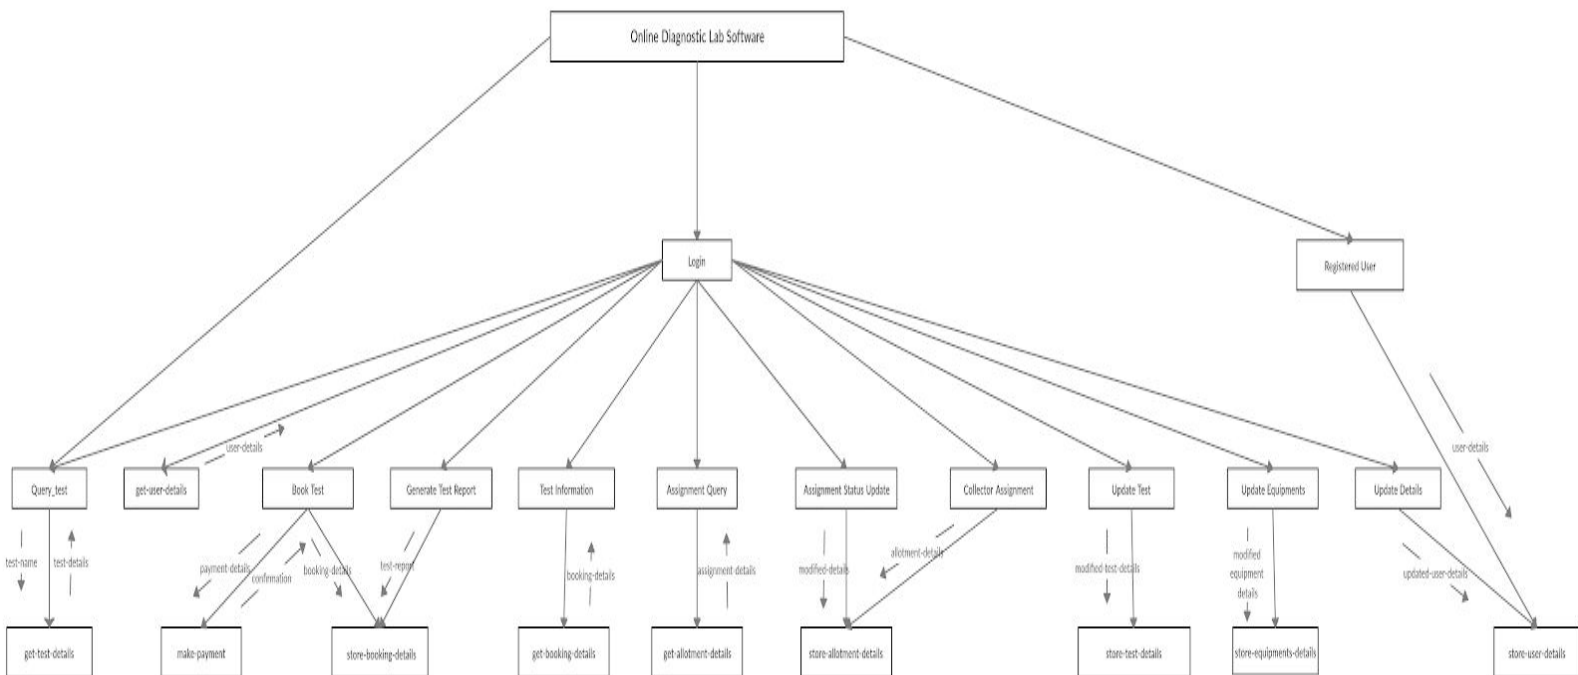 Online Diagnostic Lab Software
Login
Registered User
user-details
user-details
Query_test
get-user-details
Book Test
Generate Test Report
Test Information
Assignment Query
Assignment Status Update
Collector Assignment
Update Test
Update Equipments
Update Details
test-name
test-details
payment-details
confirmation
booking-details
test-report
booking-details
assignment-details
modified-details
allotment-details
modified-test-details
modified
equipment
details
updated-user-details
get-test-details
make-payment
store-booking-details
get-booking-details
get-allotment-details
store-allotment-details
store-test-details
store-equipments-details
store-user-details